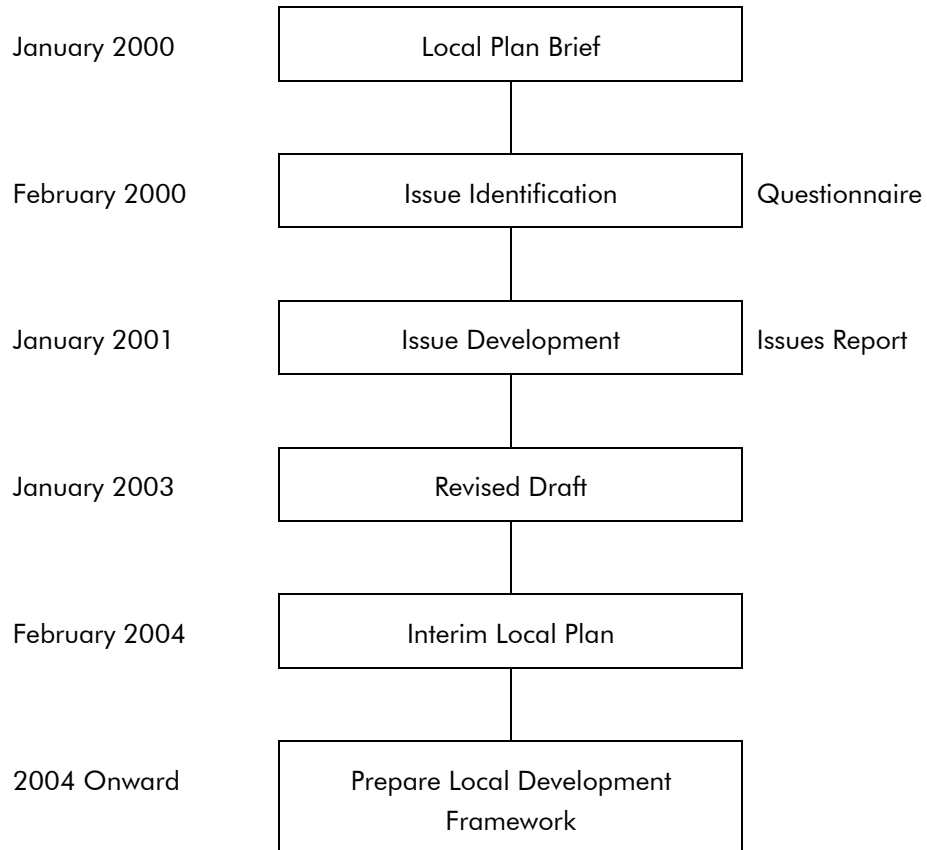 January 2000 Local Plan Brief
February 2000 Issue Identification Questionnaire
January 2001 Issue Development Issues Report
January 2003 Revised Draft
February 2004 Interim Local Plan
2004 Onward Prepare Local Development
Framework